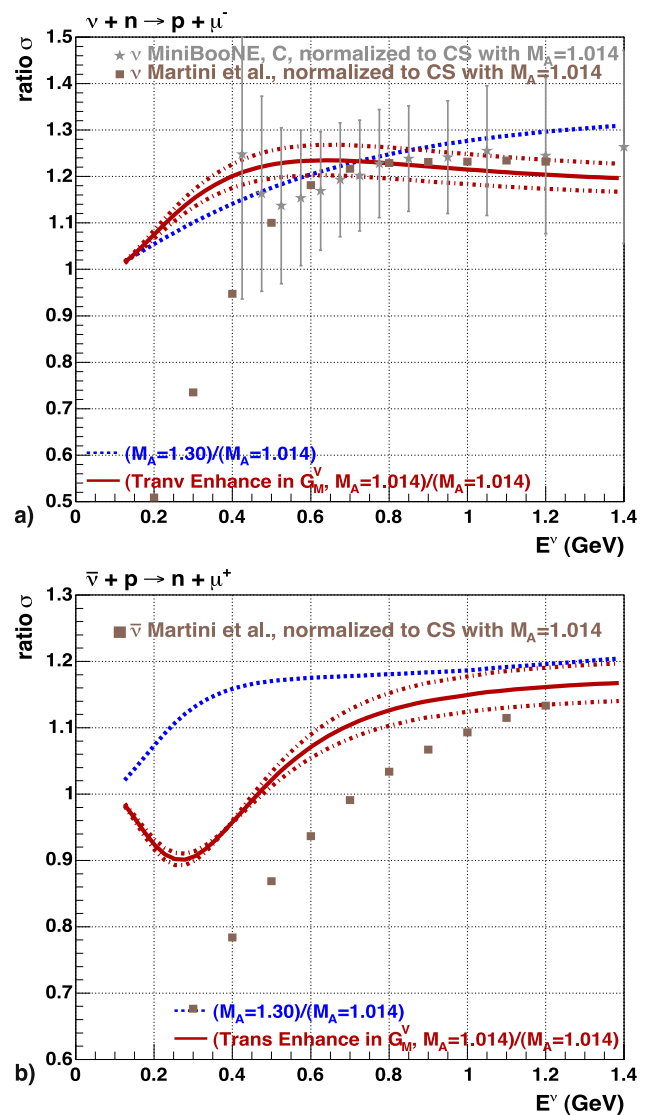 ν + n → p + μ⁻
ratio σ
1.5
★ ν MiniBooNE, C, normalized to CS with M_A=1.014
■ ν Martini et al., normalized to CS with M_A=1.014
1.4
1.3
1.2
1.1
1
0.9
0.8
0.7
0.6
(M_A=1.30)/(M_A=1.014)
(Tranv Enhance in G_M^V, M_A=1.014)/(M_A=1.014)
0.5
0 0.2 0.4 0.6 0.8 1 1.2 1.4
a)
E^ν (GeV)
ν̅ + p → n + μ⁺
ratio σ
1.3
■ ν̅ Martini et al., normalized to CS with M_A=1.014
1.2
1.1
1
0.9
0.8
0.7
(M_A=1.30)/(M_A=1.014)
(Trans Enhance in G_M^V, M_A=1.014)/(M_A=1.014)
0.6
0 0.2 0.4 0.6 0.8 1 1.2 1.4
b)
E^ν (GeV)